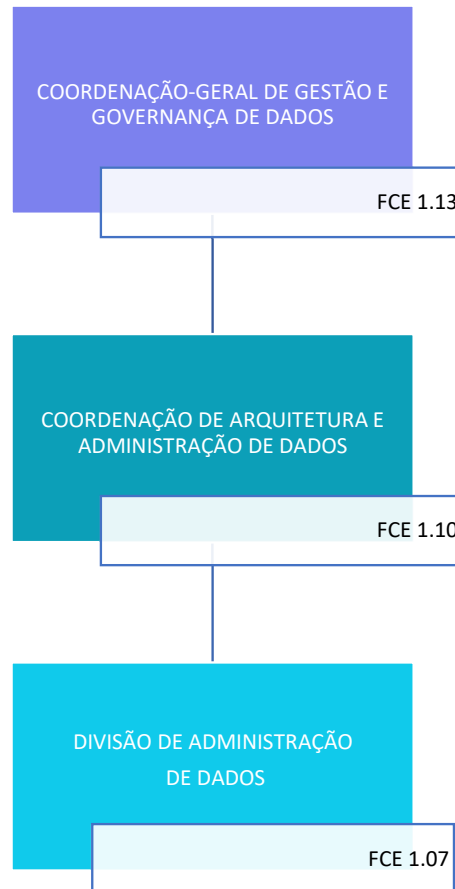 COORDENAÇÃO-GERAL DE GESTÃO E
GOVERNANÇA DE DADOS
FCE 1.13
COORDENAÇÃO DE ARQUITETURA E
ADMINISTRAÇÃO DE DADOS
FCE 1.10
DIVISÃO DE ADMINISTRAÇÃO
DE DADOS
FCE 1.07